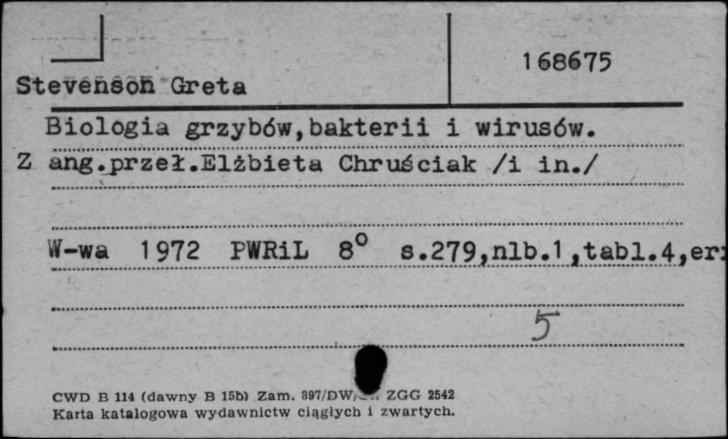 168675
Stevenson Greta
Biologia grzybów,bakterii i wirusów.
Z ang.przeł.Elżbieta Chruściak /i in./
W-wa 1972 PWRiL 8° s.279,nlb.1,tabl.4,
5
CWD B 114 (dawny B 15b) Zam. 897/DW/ ZGG 2542
Karta katalogowa wydawnictw ciągłych i zwartych.